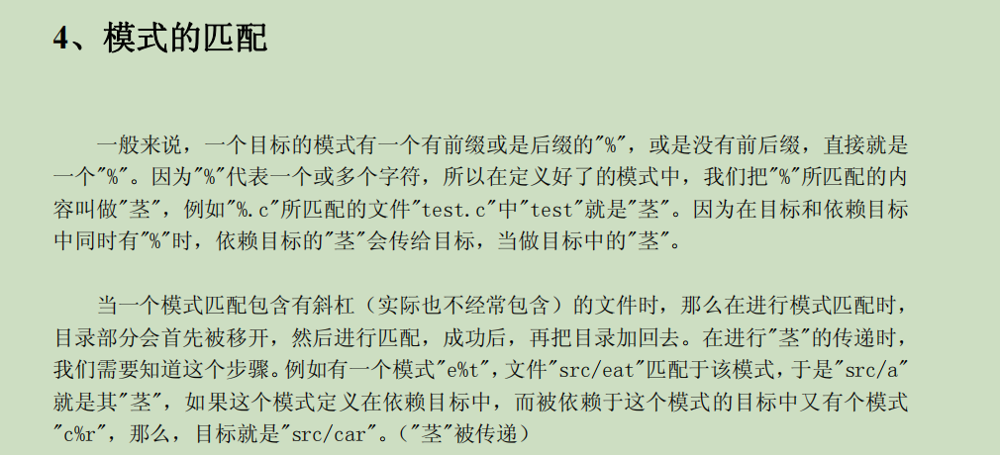 4、模式的匹配
一般来说，一个目标的模式有一个有前缀或是后缀的"%"，或是没有前后缀，直接就是
一个"%"。因为"%"代表一个或多个字符，所以在定义好了的模式中，我们把"%"所匹配的内
容叫做"茎"，例如"%.c"所匹配的文件"test.c"中"test"就是"茎"。因为在目标和依赖目标
中同时有"%"时，依赖目标的"茎"会传给目标，当做目标中的"茎"。
当一个模式匹配包含有斜杠（实际也不经常包含）的文件时，那么在进行模式匹配时，
目录部分会首先被移开，然后进行匹配，成功后，再把目录加回去。在进行"茎"的传递时，
我们需要知道这个步骤。例如有一个模式"e%t"，文件"src/eat"匹配于该模式，于是"src/a"
就是其"茎"，如果这个模式定义在依赖目标中，而被依赖于这个模式的目标中又有个模式
"c%r"，那么，目标就是"src/car"。（"茎"被传递）